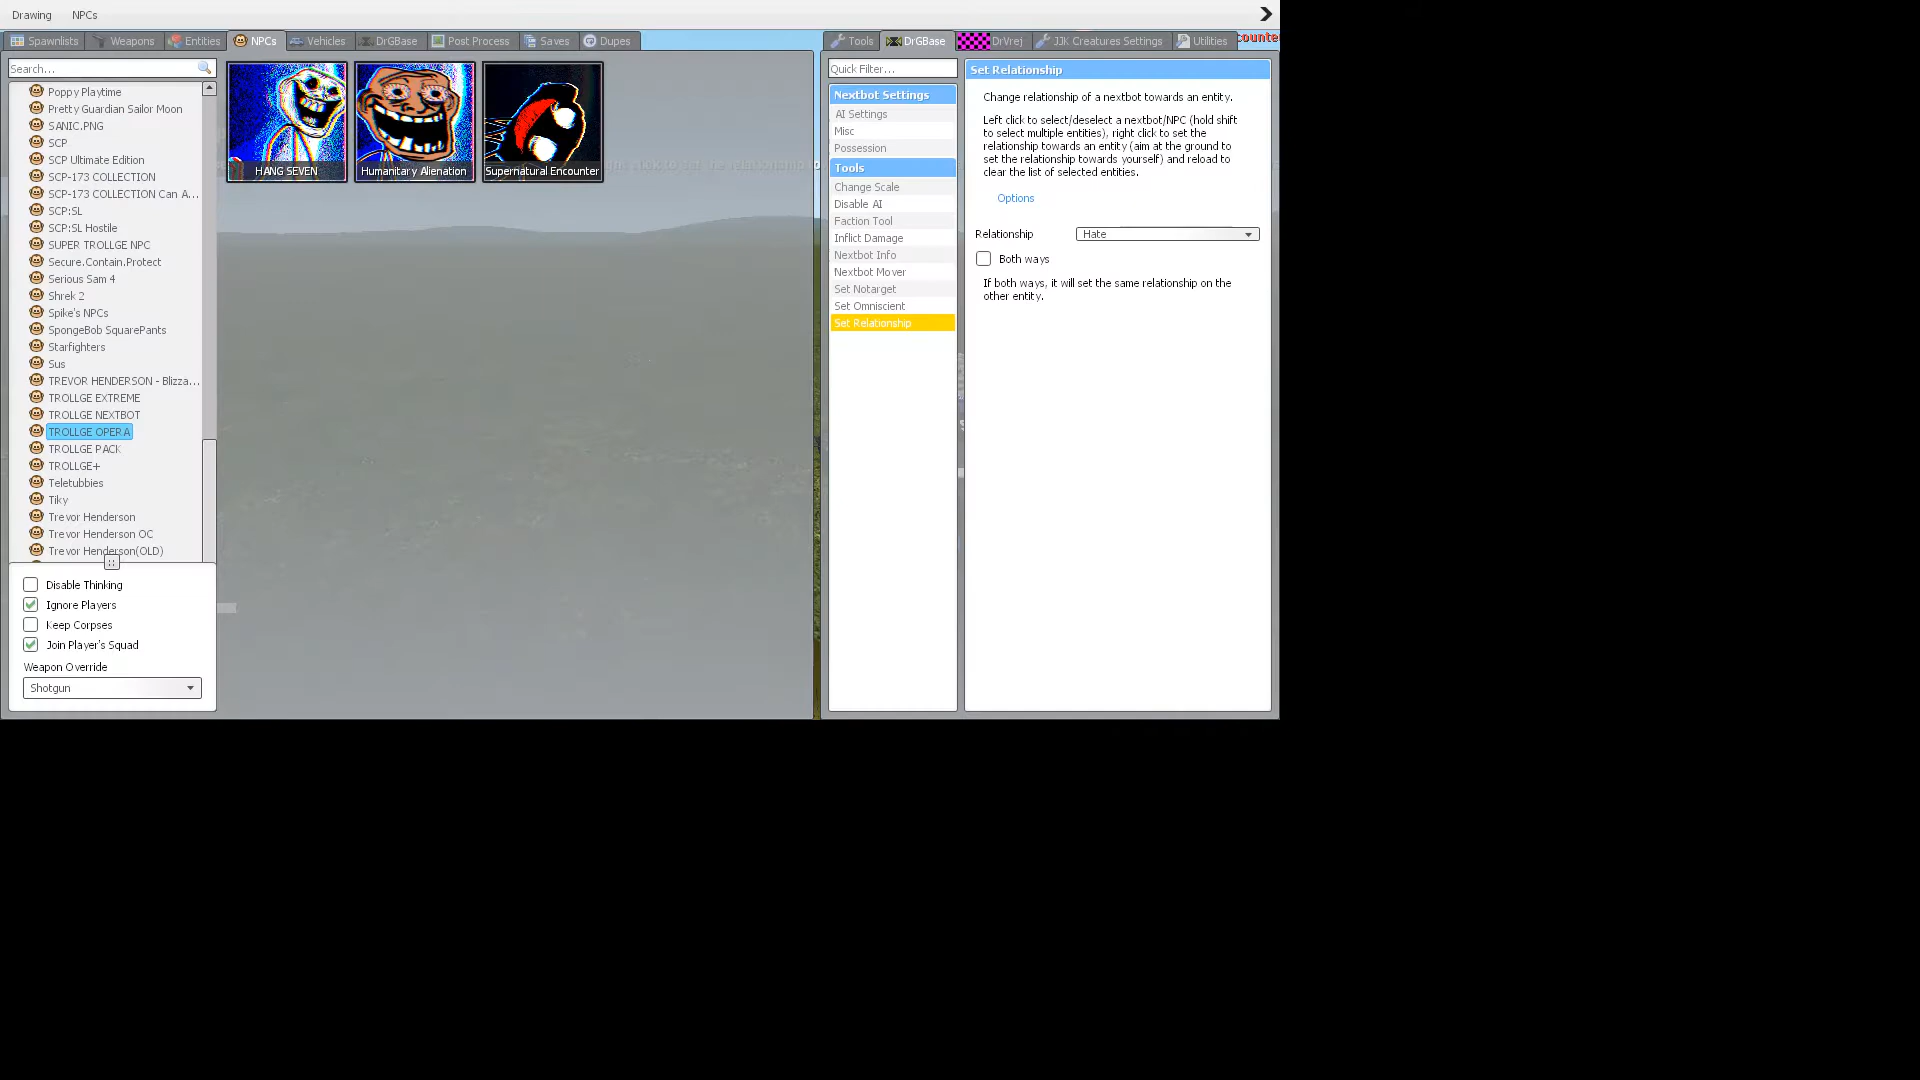 Drawing NPCs
Spawnlists Weapons Entities NPCs Vehicles DrGBase Post Process Saves Dupes
Search...
Poppy Playtime
Pretty Guardian Sailor Moon
SANIC.PNG
SCP
SCP Ultimate Edition
SCP-173 COLLECTION
SCP-173 COLLECTION Can A...
SCP:SL
SCP:SL Hostile
SUPER TROLLGE NPC
Secure.Contain.Protect
Serious Sam 4
Shrek 2
Spike's NPCs
SpongeBob SquarePants
Starfighters
Sus
TREVOR HENDERSON - Blizza...
TROLLGE EXTREME
TROLLGE NEXTBOT
TROLLGE OPERA
TROLLGE PACK
TROLLGE+
Teletubbies
Tiky
Trevor Henderson
Trevor Henderson OC
Trevor Henderson(OLD)
Disable Thinking
Ignore Players
Keep Corpses
Join Player's Squad
Weapon Override
Shotgun
HANG SEVEN
Humanitary Alienation
Supernatural Encounter
Tools DrGBase DrVrej JJK Creatures Settings Utilities
Quick Filter...
Nextbot Settings
AI Settings
Misc
Possession
Tools
Change Scale
Disable AI
Faction Tool
Inflict Damage
Nextbot Info
Nextbot Mover
Set Notarget
Set Omniscient
Set Relationship
Set Relationship
Change relationship of a nextbot towards an entity.
Left click to select/deselect a nextbot/NPC (hold shift
to select multiple entities), right click to set the
relationship towards an entity (aim at the ground to
set the relationship towards yourself) and reload to
clear the list of selected entities.
Options
Relationship Hate
Both ways
If both ways, it will set the same relationship on the
other entity.